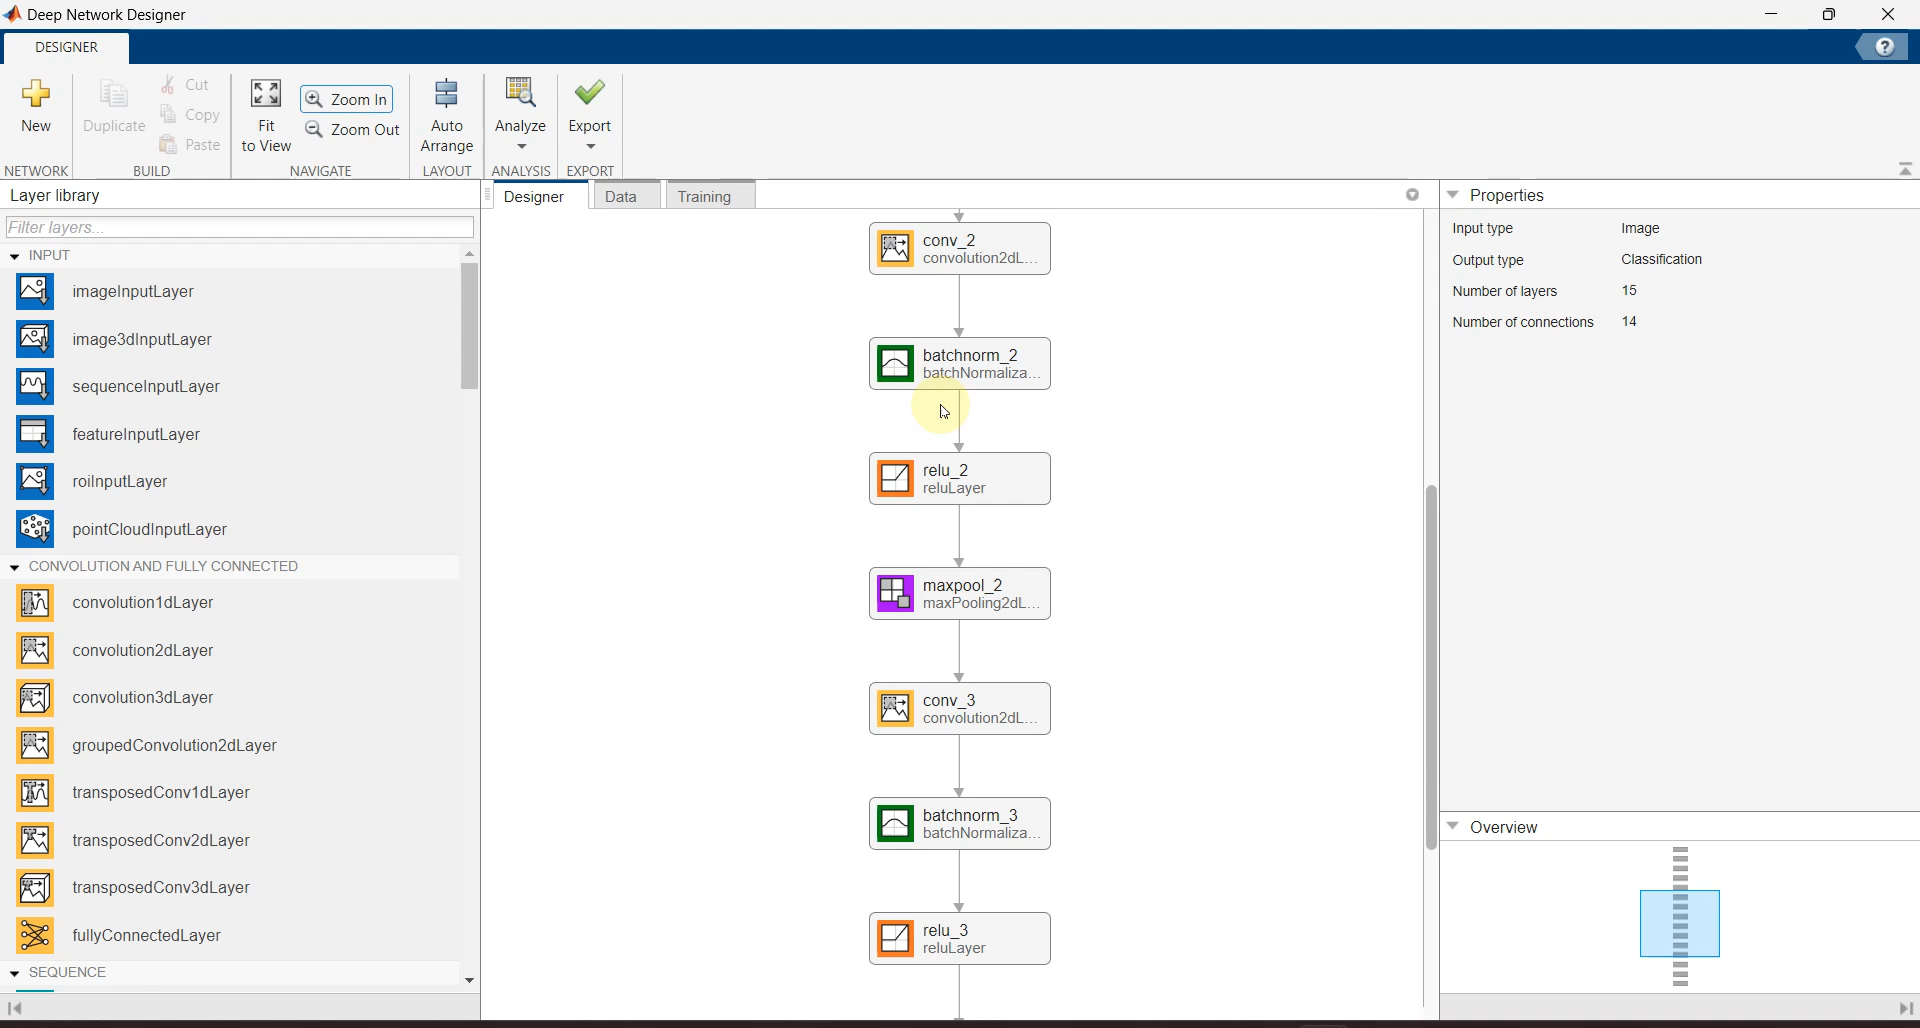 Deep Network Designer
DESIGNER
New
Duplicate
Cut
Copy
Paste
Fit
to View
Zoom In
Zoom Out
Auto
Arrange
Analyze
Export
NETWORK
BUILD
NAVIGATE
LAYOUT
ANALYSIS
EXPORT
Layer library
Filter layers...
INPUT
imageInputLayer
image3dInputLayer
sequenceInputLayer
featureInputLayer
roiInputLayer
pointCloudInputLayer
CONVOLUTION AND FULLY CONNECTED
convolution1dLayer
convolution2dLayer
convolution3dLayer
groupedConvolution2dLayer
transposedConv1dLayer
transposedConv2dLayer
transposedConv3dLayer
fullyConnectedLayer
SEQUENCE
Designer
Data
Training
conv_2
convolution2dL...
batchnorm_2
batchNormaliza...
relu_2
reluLayer
maxpool_2
maxPooling2dL...
conv_3
convolution2dL...
batchnorm_3
batchNormaliza...
relu_3
reluLayer
Properties
Input type Image
Output type Classification
Number of layers 15
Number of connections 14
Overview